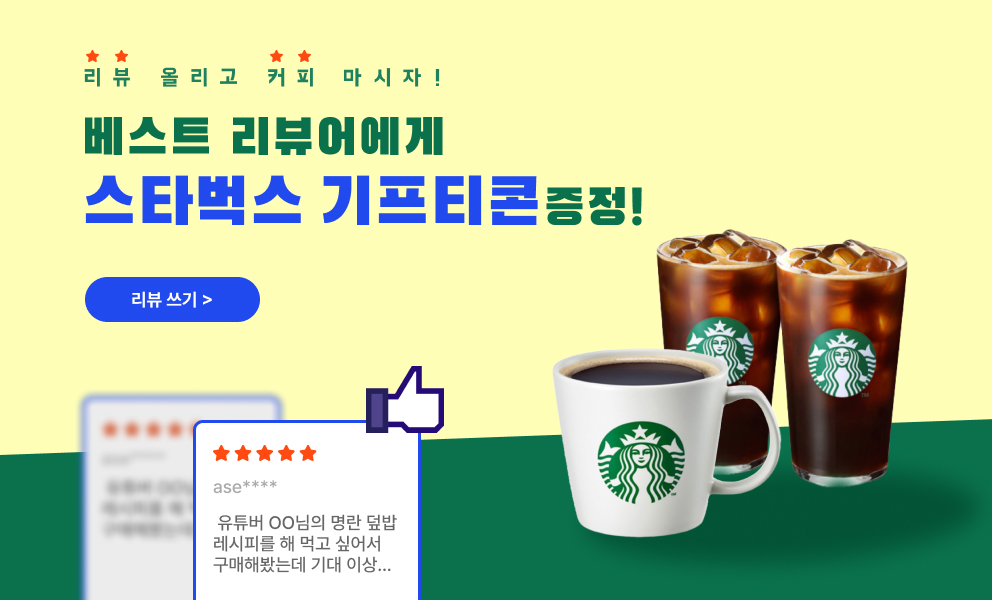 리뷰 올리고 커피 마시자!
베스트 리뷰어에게
스타벅스 기프티콘증정!
리뷰 쓰기 >
ase****
유튜버 OO님의 명란 덮밥
레시피를 해 먹고 싶어서
구매해봤는데 기대 이상...